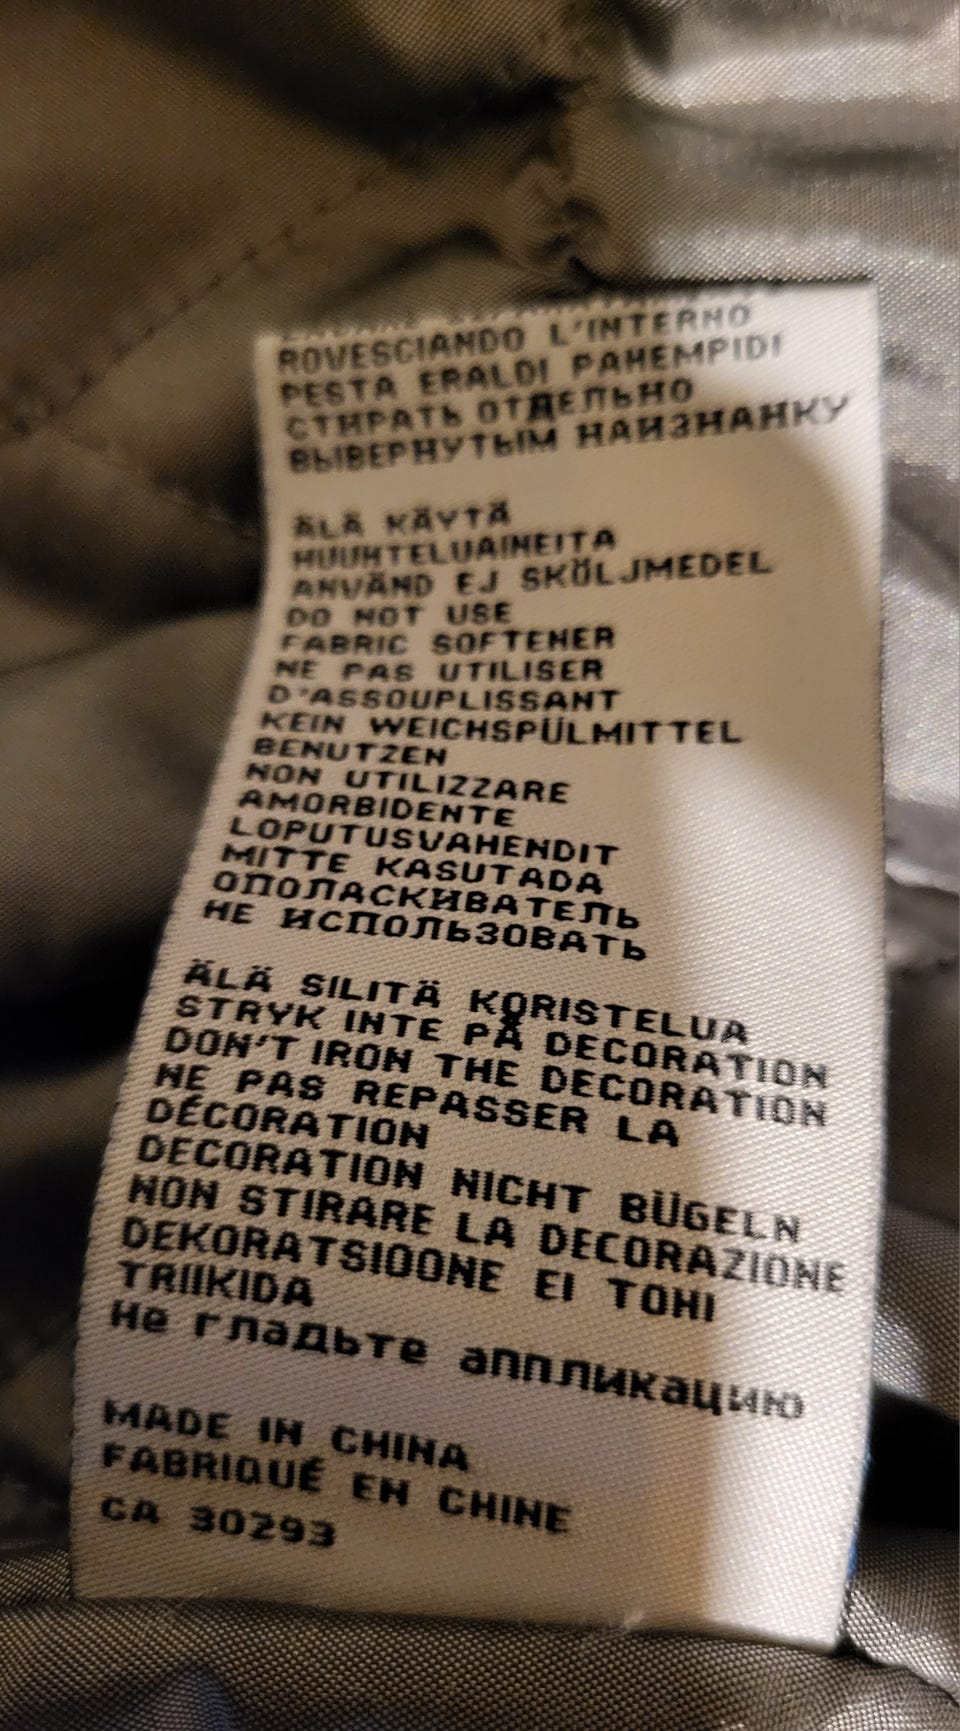 ROVESCIANDO L'INTERNO
PESTA ERALDI PAHEMPIDI
СТИРАТЬ ОТДЕЛЬНО
ВЫВЕРНУТЫМ НАИЗНАНКУ
ÄLÄ KÄYTÄ
HUUHTELUAINEITA
ANVÄND EJ SKÖLJMEDEL
DO NOT USE
FABRIC SOFTENER
NE PAS UTILISER
D'ASSOUPLISSANT
KEIN WEICHSPÜLMITTEL
BENUTZEN
NON UTILIZZARE
AMORBIDENTE
LOPUTUSVAHENDIT
MITTE KASUTADA
ОПОЛАСКИВАТЕЛЬ
НЕ ИСПОЛЬЗОВАТЬ
ÄLÄ SILITÄ KORISTELUA
STRYK INTE PÅ DECORATION
DON'T IRON THE DECORATION
NE PAS REPASSER LA
DÉCORATION
DECORATION NICHT BÜGELN
NON STIRARE LA DECORAZIONE
DEKORATSIOONE EI TOHI
TRIIKIDA
Не гладьте аппликацию
MADE IN CHINA
FABRIQUÉ EN CHINE
CA 30293